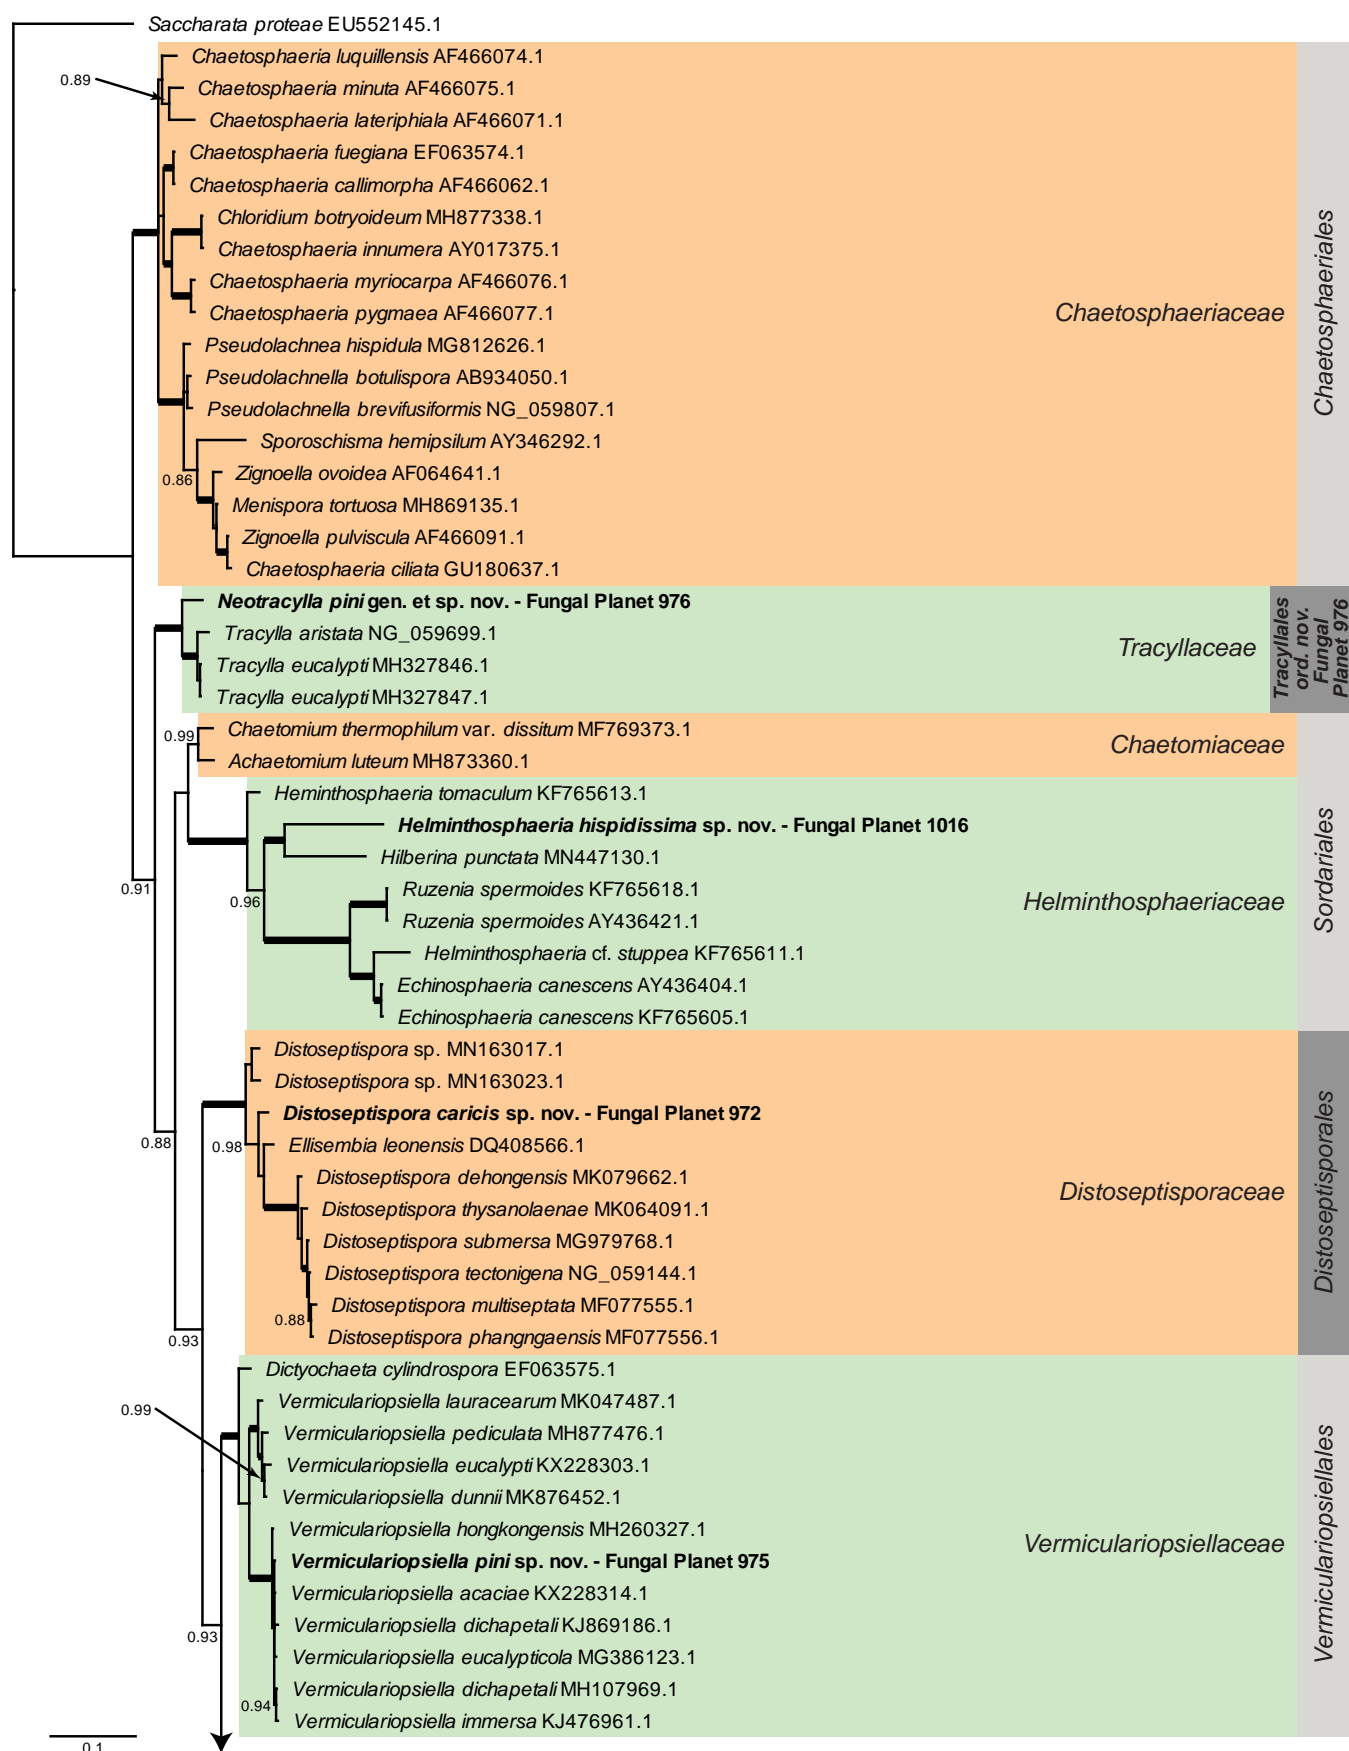 Saccharata proteae EU552145.1
Chaetosphaeria luquillensis AF466074.1
0.89
Chaetosphaeria minuta AF466075.1
Chaetosphaeria lateriphiala AF466071.1
Chaetosphaeria fuegiana EF063574.1
Chaetosphaeria callimorpha AF466062.1
Chloridium botryoideum MH877338.1
Chaetosphaeria innumera AY017375.1
Chaetosphaeria myriocarpa AF466076.1
Chaetosphaeria pygmaea AF466077.1
Chaetosphaeriaceae
Chaetosphaeriales
Pseudolachnea hispidula MG812626.1
Pseudolachnella botulispora AB934050.1
Pseudolachnella brevifusiformis NG_059807.1
Sporoschisma hemipsilum AY346292.1
0.86
Zignoella ovoidea AF064641.1
Menispora tortuosa MH869135.1
Zignoella pulviscula AF466091.1
Chaetosphaeria ciliata GU180637.1
Neotracylla pini gen. et sp. nov. - Fungal Planet 976
Tracylla aristata NG_059699.1
Tracylla eucalypti MH327846.1
Tracylla eucalypti MH327847.1
Tracyllaceae
Tracyllales
ord. nov.
Fungal
Planet 976
Chaetomium thermophilum var. dissitum MF769373.1
0.99
Achaetomium luteum MH873360.1
Chaetomiaceae
Heminthosphaeria tomaculum KF765613.1
Helminthosphaeria hispidissima sp. nov. - Fungal Planet 1016
Hilberina punctata MN447130.1
0.91
0.96
Ruzenia spermoides KF765618.1
Ruzenia spermoides AY436421.1
Helminthosphaeriaceae
Sordariales
Helminthosphaeria cf. stuppea KF765611.1
Echinosphaeria canescens AY436404.1
Echinosphaeria canescens KF765605.1
Distoseptispora sp. MN163017.1
Distoseptispora sp. MN163023.1
Distoseptispora caricis sp. nov. - Fungal Planet 972
0.88
0.98
Ellisembia leonensis DQ408566.1
Distoseptispora dehongensis MK079662.1
Distoseptisporaceae
Distoseptisporales
Distoseptispora thysanolaenae MK064091.1
Distoseptispora submersa MG979768.1
Distoseptispora tectonigena NG_059144.1
Distoseptispora multiseptata MF077555.1
0.88
0.93
Distoseptispora phangngaensis MF077556.1
Dictyochaeta cylindrospora EF063575.1
Vermiculariopsiella lauracearum MK047487.1
0.99
Vermiculariopsiella pediculata MH877476.1
Vermiculariopsiella eucalypti KX228303.1
Vermiculariopsiella dunnii MK876452.1
Vermiculariopsiella hongkongensis MH260327.1
Vermiculariopsiellaceae
Vermiculariopsiellales
Vermiculariopsiella pini sp. nov. - Fungal Planet 975
Vermiculariopsiella acaciae KX228314.1
Vermiculariopsiella dichapetali KJ869186.1
0.93
Vermiculariopsiella eucalypticola MG386123.1
Vermiculariopsiella dichapetali MH107969.1
0.94
Vermiculariopsiella immersa KJ476961.1
0.1